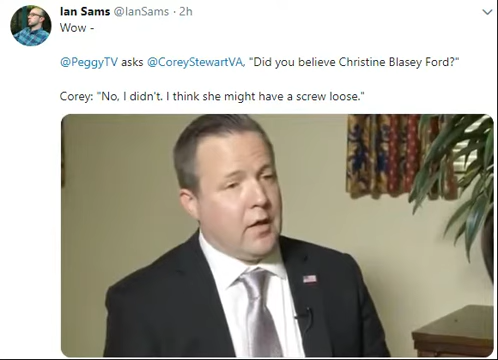 Ian Sams @IanSams · 2h
Wow -
@PeggyTV asks @CoreyStewartVA, "Did you believe Christine Blasey Ford?"
Corey: "No, I didn't. I think she might have a screw loose."